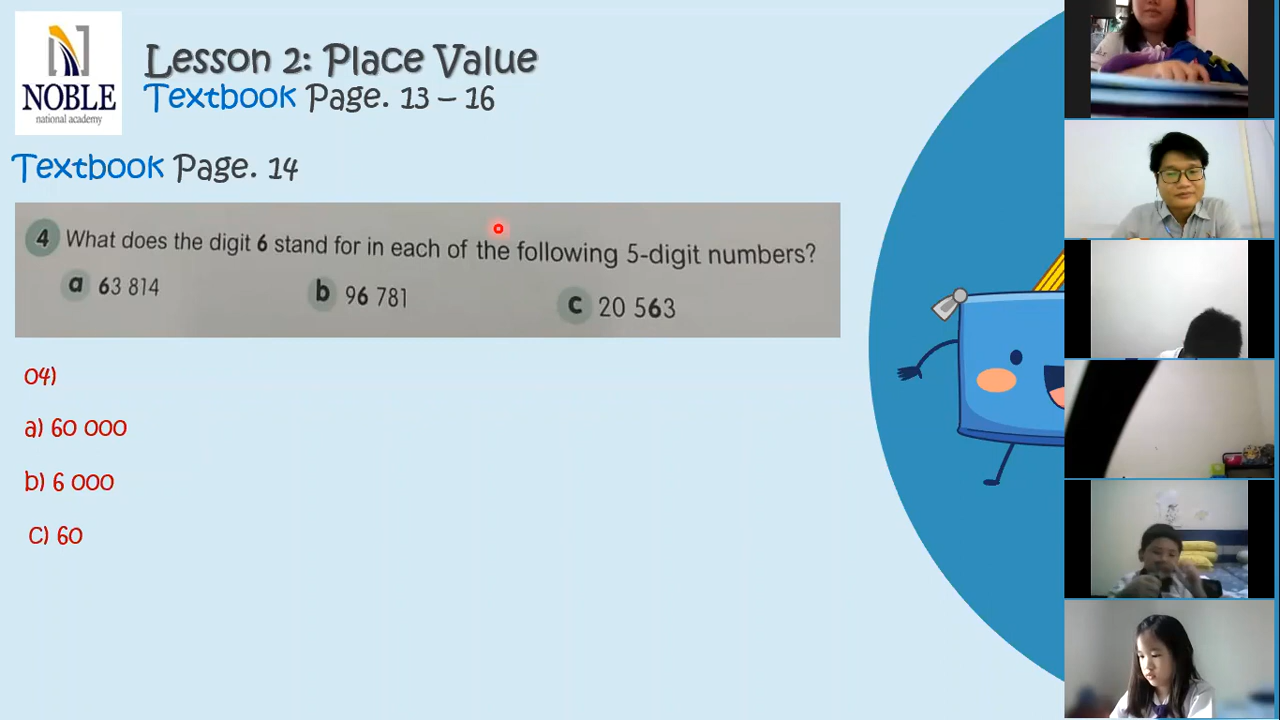 NOBLE
national academy
Lesson 2: Place Value
Textbook Page. 13 – 16
Textbook Page. 14
4 What does the digit 6 stand for in each of the following 5-digit numbers?
a 63 814 b 96 781 c 20 563
04)
a) 60 000
b) 6 000
c) 60